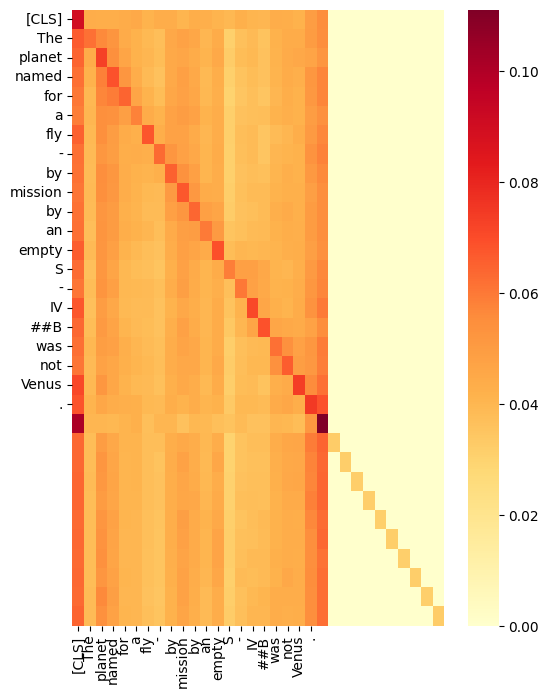 [CLS]
The
planet
named
for
a
fly
-
by
mission
by
an
empty
S
-
IV
##B
was
not
Venus
.
0.10
0.08
0.06
0.04
0.02
0.00
[CLS]
The
planet
named
for
a
fly
-
by
mission
by
an
empty
S
-
IV
##B
was
not
Venus
.